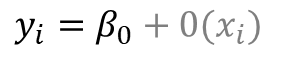 yᵢ = β₀ + 0(xᵢ)